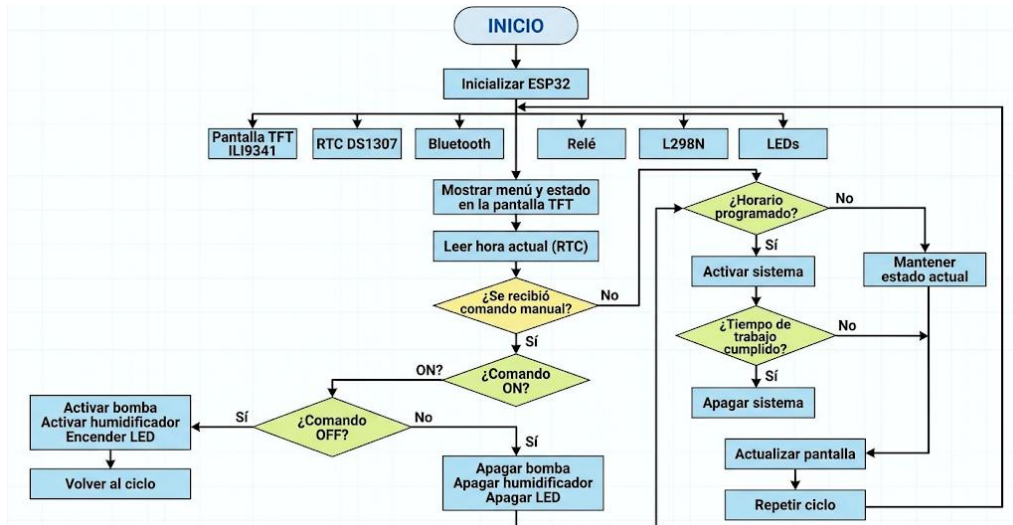 INICIO
Inicializar ESP32
Pantalla TFT
ILI9341
RTC DS1307
Bluetooth
Relé
L298N
LEDs
Mostrar menú y estado
en la pantalla TFT
Leer hora actual (RTC)
¿Se recibió
comando manual?
No
Sí
¿Comando
ON?
ON?
¿Comando
OFF?
Sí
Activar bomba
Activar humidificador
Encender LED
Volver al ciclo
No
Sí
Apagar bomba
Apagar humidificador
Apagar LED
¿Horario
programado?
No
Mantener
estado actual
Sí
Activar sistema
¿Tiempo de
trabajo
cumplido?
No
Sí
Apagar sistema
Actualizar pantalla
Repetir ciclo